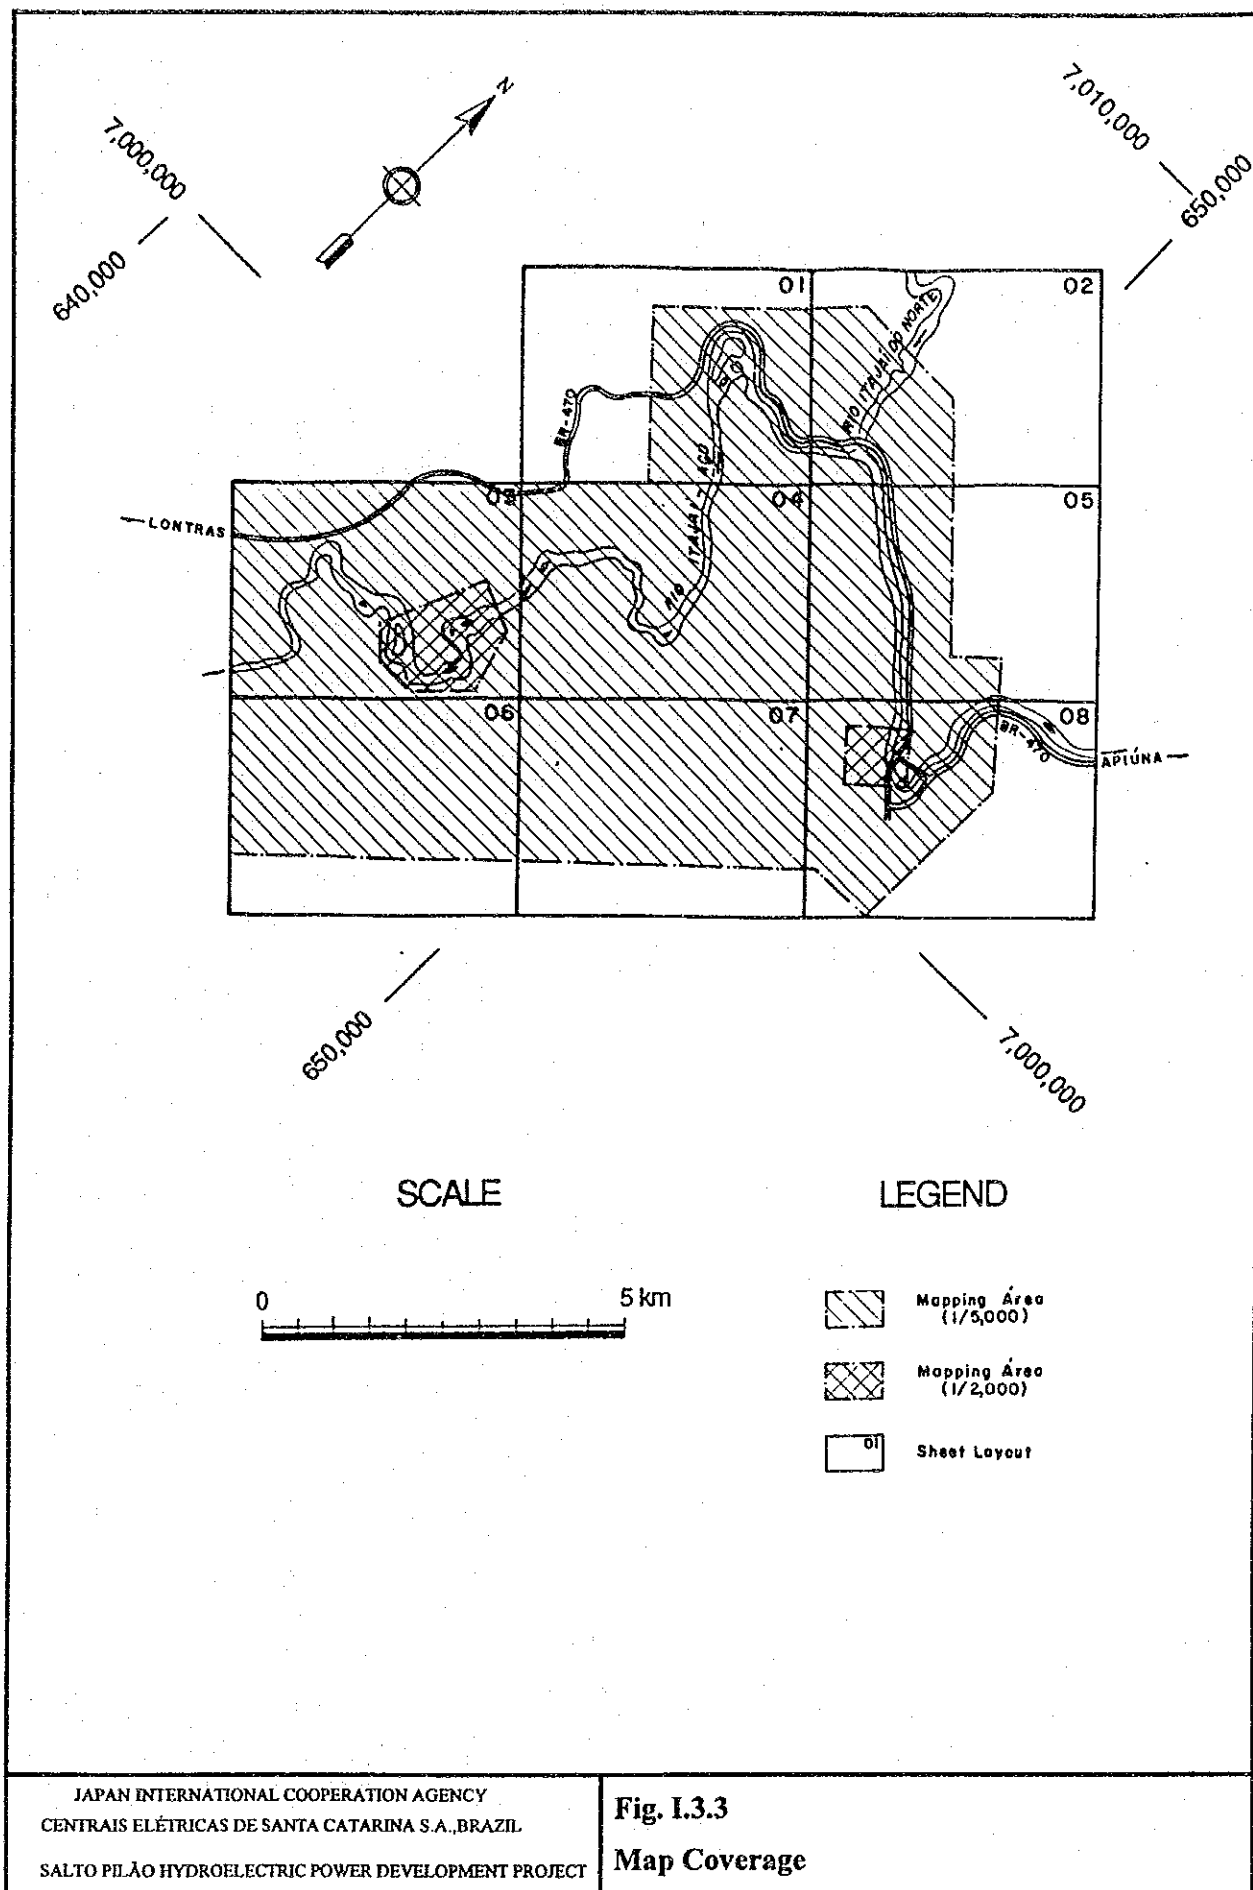 N
7,000,000
640,000
7,010,000
650,000
01
02
RIO ITAJAÍ DO NORTE
BR-470
03
04
05
LONTRAS
RIO ITAJAÍ - AÇU
06
07
08
BR-470
APIÚNA
650,000
7,000,000
SCALE
LEGEND
0 5 km
Mapping Área
(1/5,000)
Mapping Área
(1/2,000)
01
Sheet Layout
JAPAN INTERNATIONAL COOPERATION AGENCY
CENTRAIS ELÉTRICAS DE SANTA CATARINA S.A.,BRAZIL
SALTO PILÃO HYDROELECTRIC POWER DEVELOPMENT PROJECT
Fig. I.3.3
Map Coverage